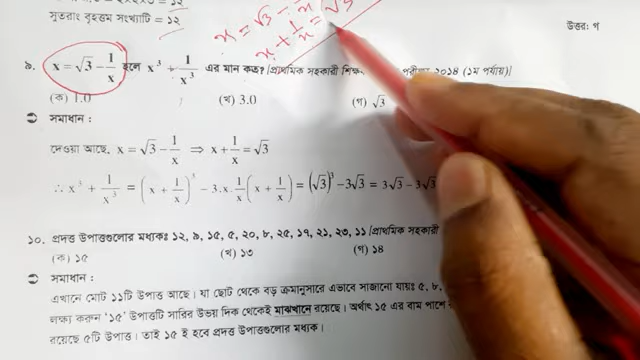 সুতরাং বৃহত্তম সংখ্যাটি = ১২
উত্তর: গ
x = √3 −
x + 1/x = √3
৯. x = √3 − 1/x হলে x³ + 1/x³ এর মান কত? [প্রাথমিক সহকারী ২০১৪ (১ম পর্যায়)]
(ক) 1.0 (খ) 3.0 (গ) √3
➲ সমাধান :
দেওয়া আছে, x = √3 − 1/x ⇒ x + 1/x = √3
∴ x³ + 1/x³ = (x + 1/x)³ − 3.x.1/x(x + 1/x) = (√3)³ − 3√3 = 3√3 − 3√3
১০. প্রদত্ত উপাত্তগুলোর মধ্যকঃ ১২, ৯, ১৫, ৫, ২০, ৮, ২৫, ১৭, ২১, ২৩, ১১ [প্রাথমিক সহকারী
(ক) ১৫ (খ) ১৩ (গ) ১৪
➲ সমাধান :
এখানে মোট ১১টি উপাত্ত আছে। যা ছোট থেকে বড় ক্রমানুসারে এভাবে সাজানো যায়ঃ ৫, ৮,
লক্ষ্য করুন '১৫' উপাত্তটি সারির উভয় দিক থেকেই মাঝখানে রয়েছে। অর্থাৎ ১৫ এর বাম পাশে
রয়েছে ৫টি উপাত্ত। তাই ১৫ ই হবে প্রদত্ত উপাত্তগুলোর মধ্যক।